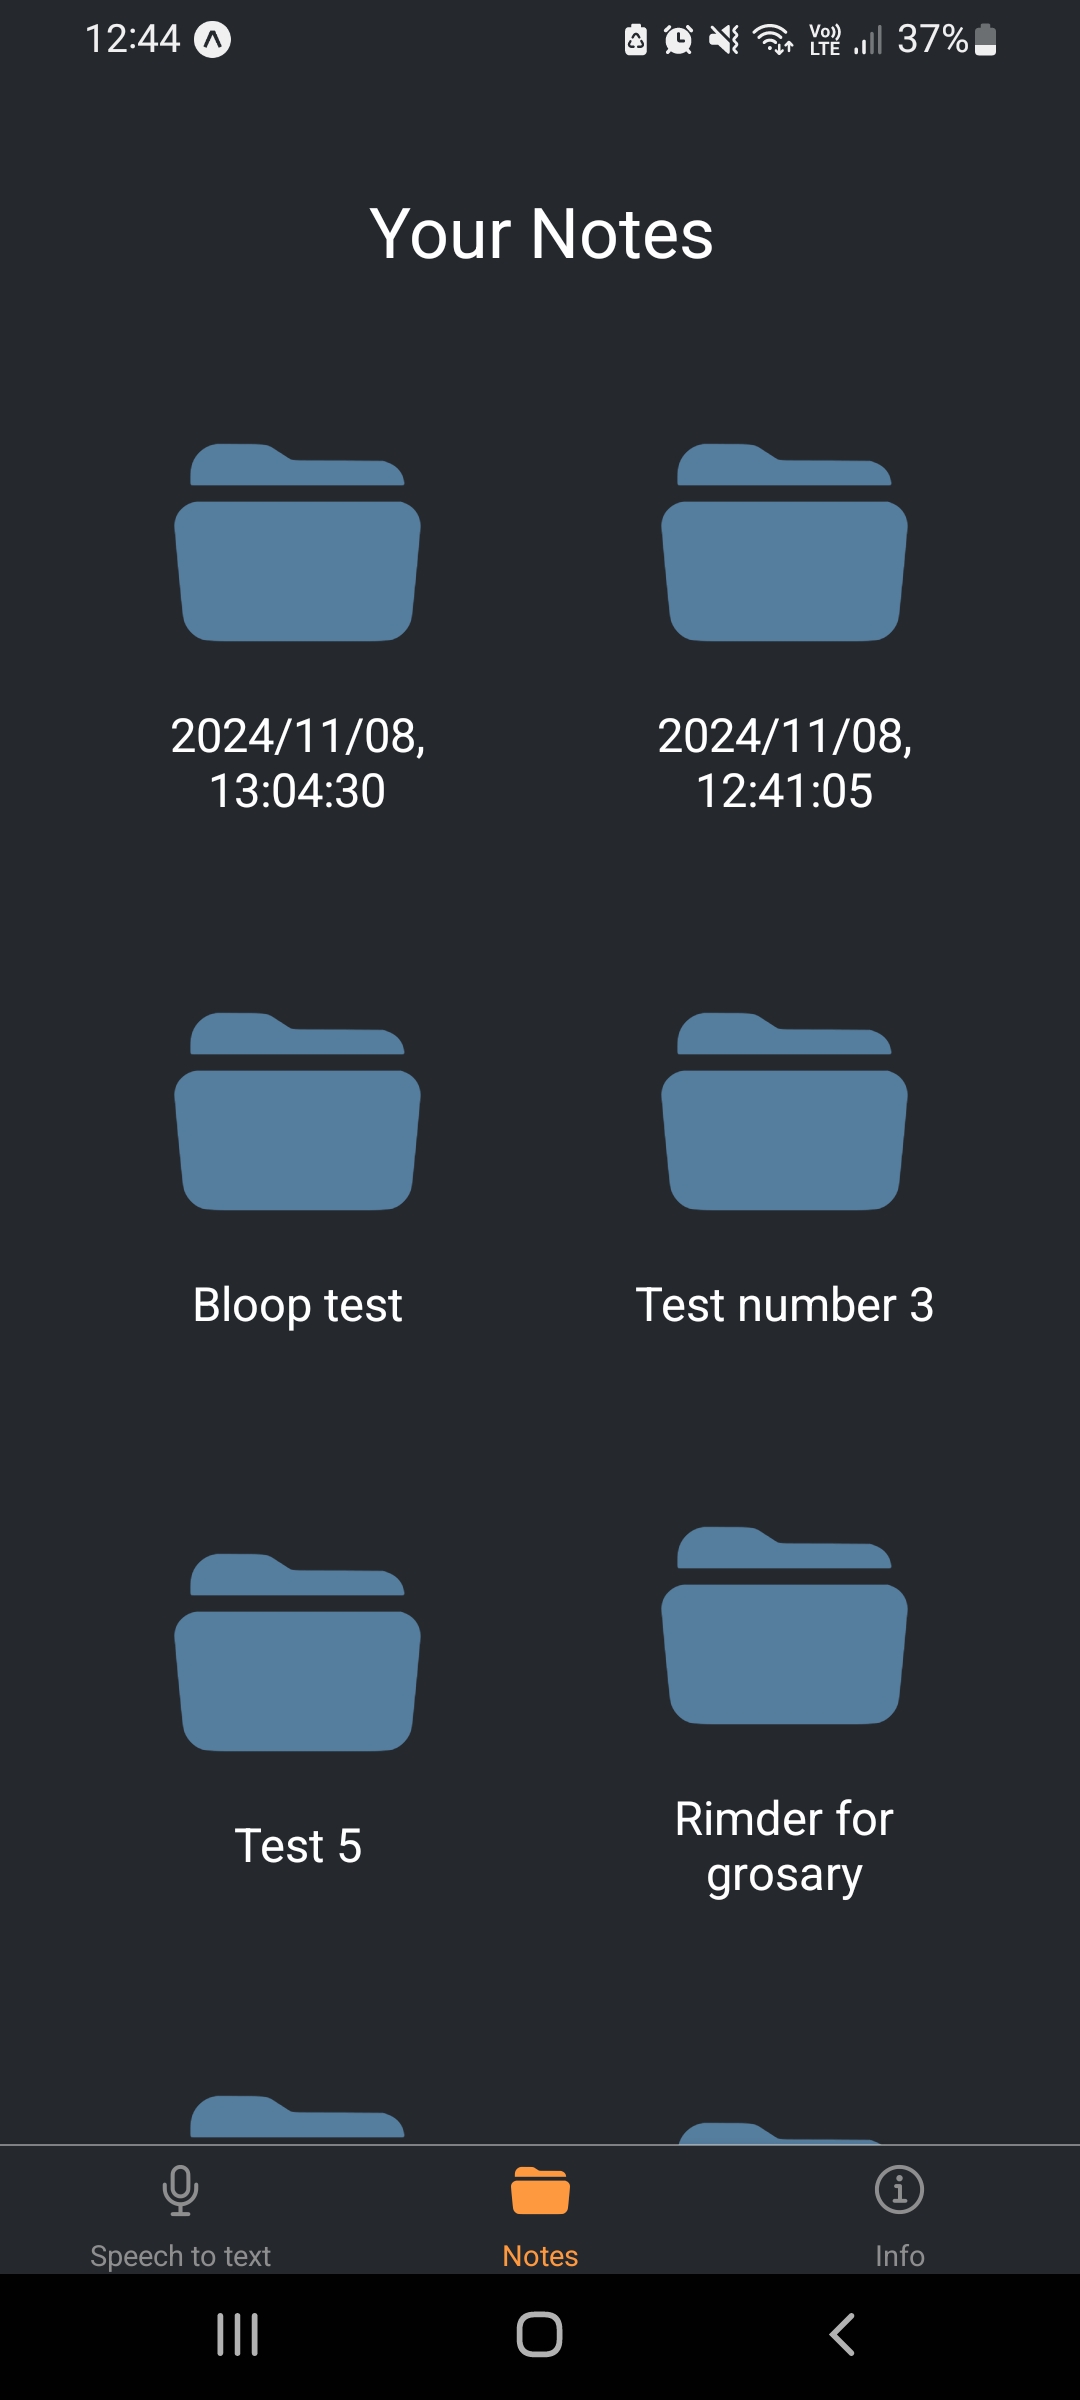 12:44
Vo))
LTE
37%
Your Notes
2024/11/08,
13:04:30
2024/11/08,
12:41:05
Bloop test
Test number 3
Test 5
Rimder for
grosary
Speech to text
Notes
Info